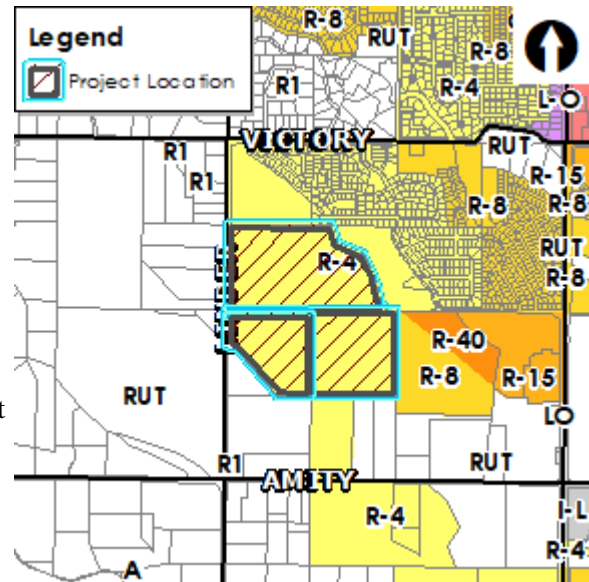 Legend
Project Location
R-8
RUT
R-8
R1
R-4
L-O
VICTORY
RUT
R1
R1
R-15
R-8
R-8
R-4
RUT
R-8
R-40
R-8
R-15
RUT
LO
t
R1
RUT
AMITY
I-L
R-4
R-4
A